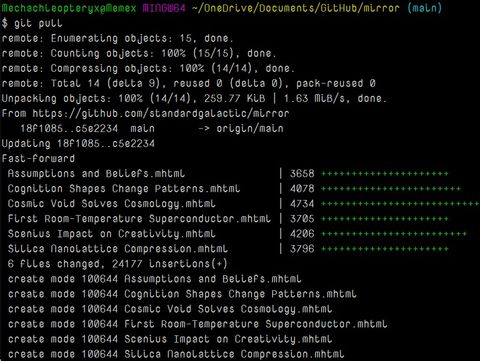 MechachLeopteryx@Memex MINGW64 ~/OneDrive/Documents/GitHub/mirror (main)
$ git pull
remote: Enumerating objects: 15, done.
remote: Counting objects: 100% (15/15), done.
remote: Compressing objects: 100% (14/14), done.
remote: Total 14 (delta 9), reused 0 (delta 0), pack-reused 0
Unpacking objects: 100% (14/14), 259.77 KiB | 1.63 MiB/s, done.
From https://github.com/standardgalactic/mirror
   18f1085..c5e2234  main       -> origin/main
Updating 18f1085..c5e2234
Fast-forward
 Assumptions and Beliefs.mhtml              | 3658 +++++++++++++++++++++
 Cognition Shapes Change Patterns.mhtml     | 4078 +++++++++++++++++++++++
 Cosmic Void Solves Cosmology.mhtml         | 4734 ++++++++++++++++++++++++++
 First Room-Temperature Superconductor.mhtml | 3705 +++++++++++++++++++++
 Scenius Impact on Creativity.mhtml         | 4206 ++++++++++++++++++++++++
 Silica Nanolattice Compression.mhtml       | 3796 +++++++++++++++++++++
 6 files changed, 24177 insertions(+)
 create mode 100644 Assumptions and Beliefs.mhtml
 create mode 100644 Cognition Shapes Change Patterns.mhtml
 create mode 100644 Cosmic Void Solves Cosmology.mhtml
 create mode 100644 First Room-Temperature Superconductor.mhtml
 create mode 100644 Scenius Impact on Creativity.mhtml
 create mode 100644 Silica Nanolattice Compression.mhtml